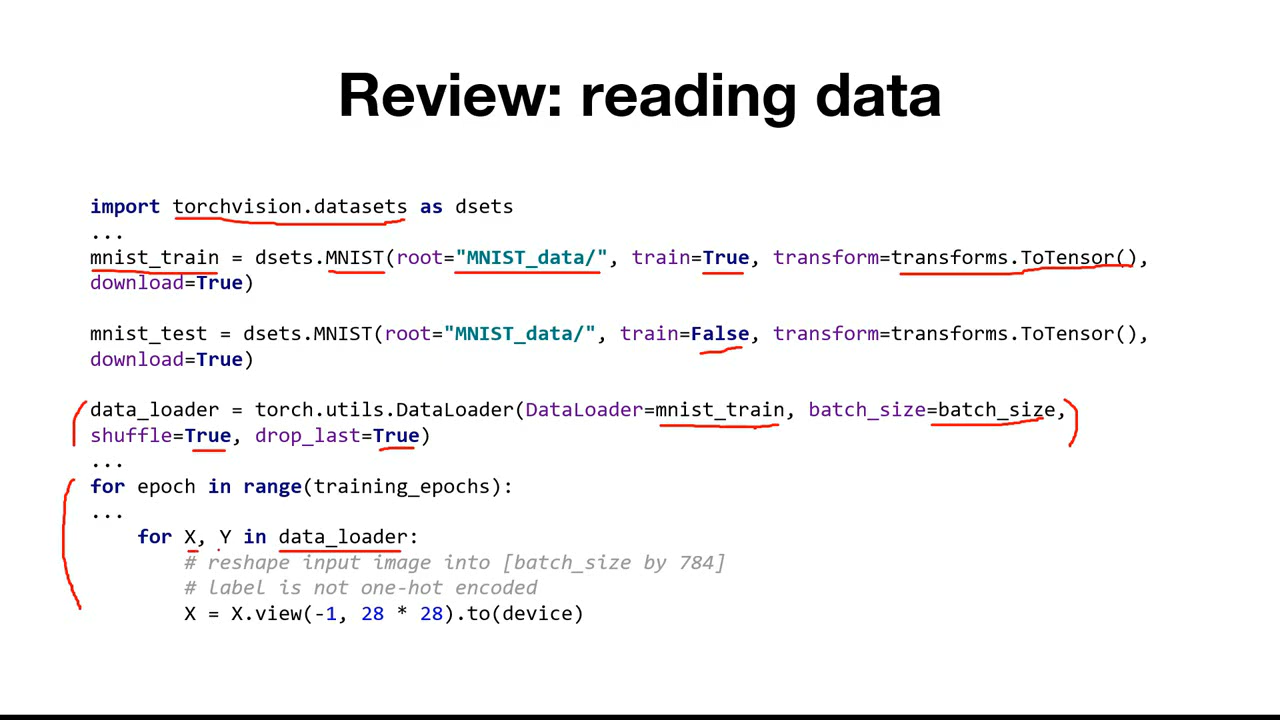 Review: reading data
import torchvision.datasets as dsets
...
mnist_train = dsets.MNIST(root="MNIST_data/", train=True, transform=transforms.ToTensor(),
download=True)
mnist_test = dsets.MNIST(root="MNIST_data/", train=False, transform=transforms.ToTensor(),
download=True)
data_loader = torch.utils.DataLoader(DataLoader=mnist_train, batch_size=batch_size,
shuffle=True, drop_last=True)
...
for epoch in range(training_epochs):
...
for X, Y in data_loader:
# reshape input image into [batch_size by 784]
# label is not one-hot encoded
X = X.view(-1, 28 * 28).to(device)